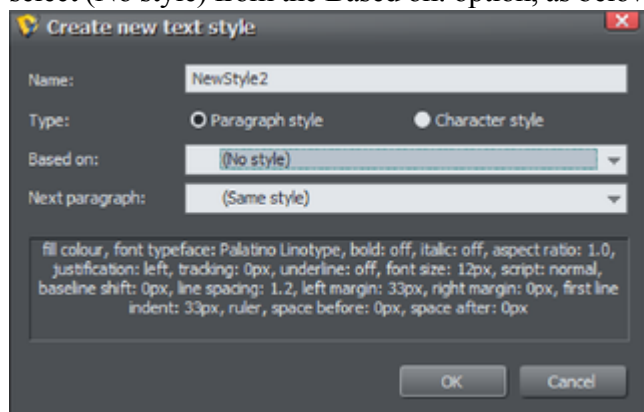 select (No style) from the Based on: option, as below
Create new text style
Name: NewStyle2
Type: Paragraph style Character style
Based on: (No style)
Next paragraph: (Same style)
fill colour, font typeface: Palatino Linotype, bold: off, italic: off, aspect ratio: 1.0,
justification: left, tracking: 0px, underline: off, font size: 12px, script: normal,
baseline shift: 0px, line spacing: 1.2, left margin: 33px, right margin: 0px, first line
indent: 33px, ruler, space before: 0px, space after: 0px
OK Cancel